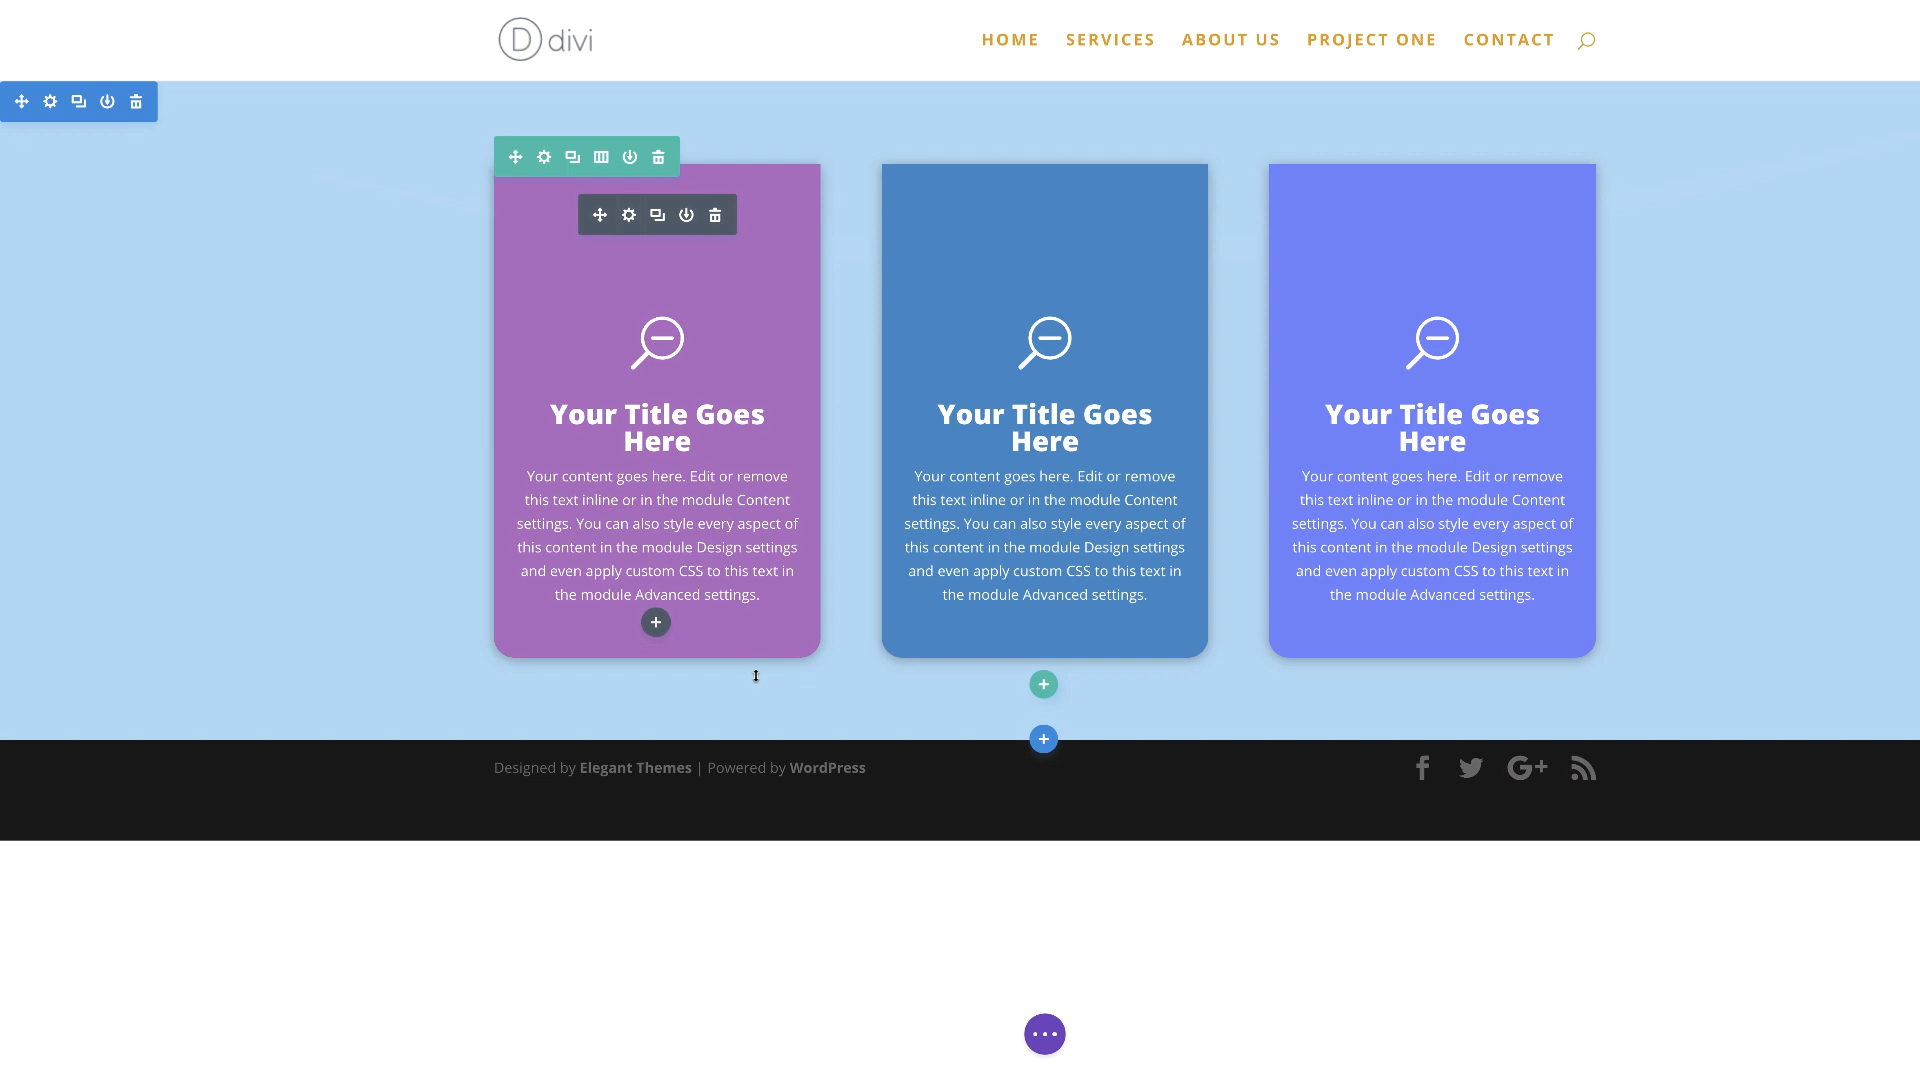 D divi
HOME SERVICES ABOUT US PROJECT ONE CONTACT
Your Title Goes
Here
Your content goes here. Edit or remove
this text inline or in the module Content
settings. You can also style every aspect of
this content in the module Design settings
and even apply custom CSS to this text in
the module Advanced settings.
Your Title Goes
Here
Your content goes here. Edit or remove
this text inline or in the module Content
settings. You can also style every aspect of
this content in the module Design settings
and even apply custom CSS to this text in
the module Advanced settings.
Your Title Goes
Here
Your content goes here. Edit or remove
this text inline or in the module Content
settings. You can also style every aspect of
this content in the module Design settings
and even apply custom CSS to this text in
the module Advanced settings.
Designed by Elegant Themes | Powered by WordPress